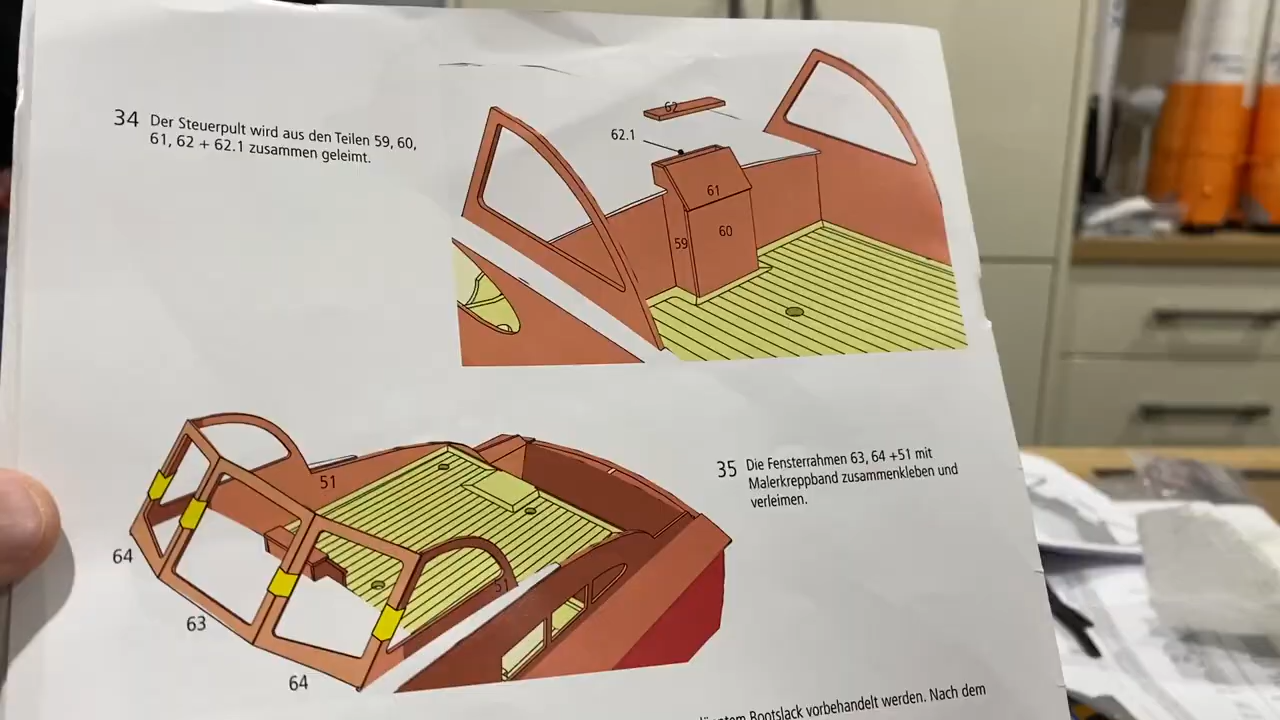 34 Der Steuerpult wird aus den Teilen 59, 60,
61, 62 + 62.1 zusammen geleimt.
62
62.1
61
59
60
35 Die Fensterrahmen 63, 64 +51 mit
Malerkreppband zusammenkleben und
verleimen.
51
51
64
63
64
Bootslack vorbehandelt werden. Nach dem